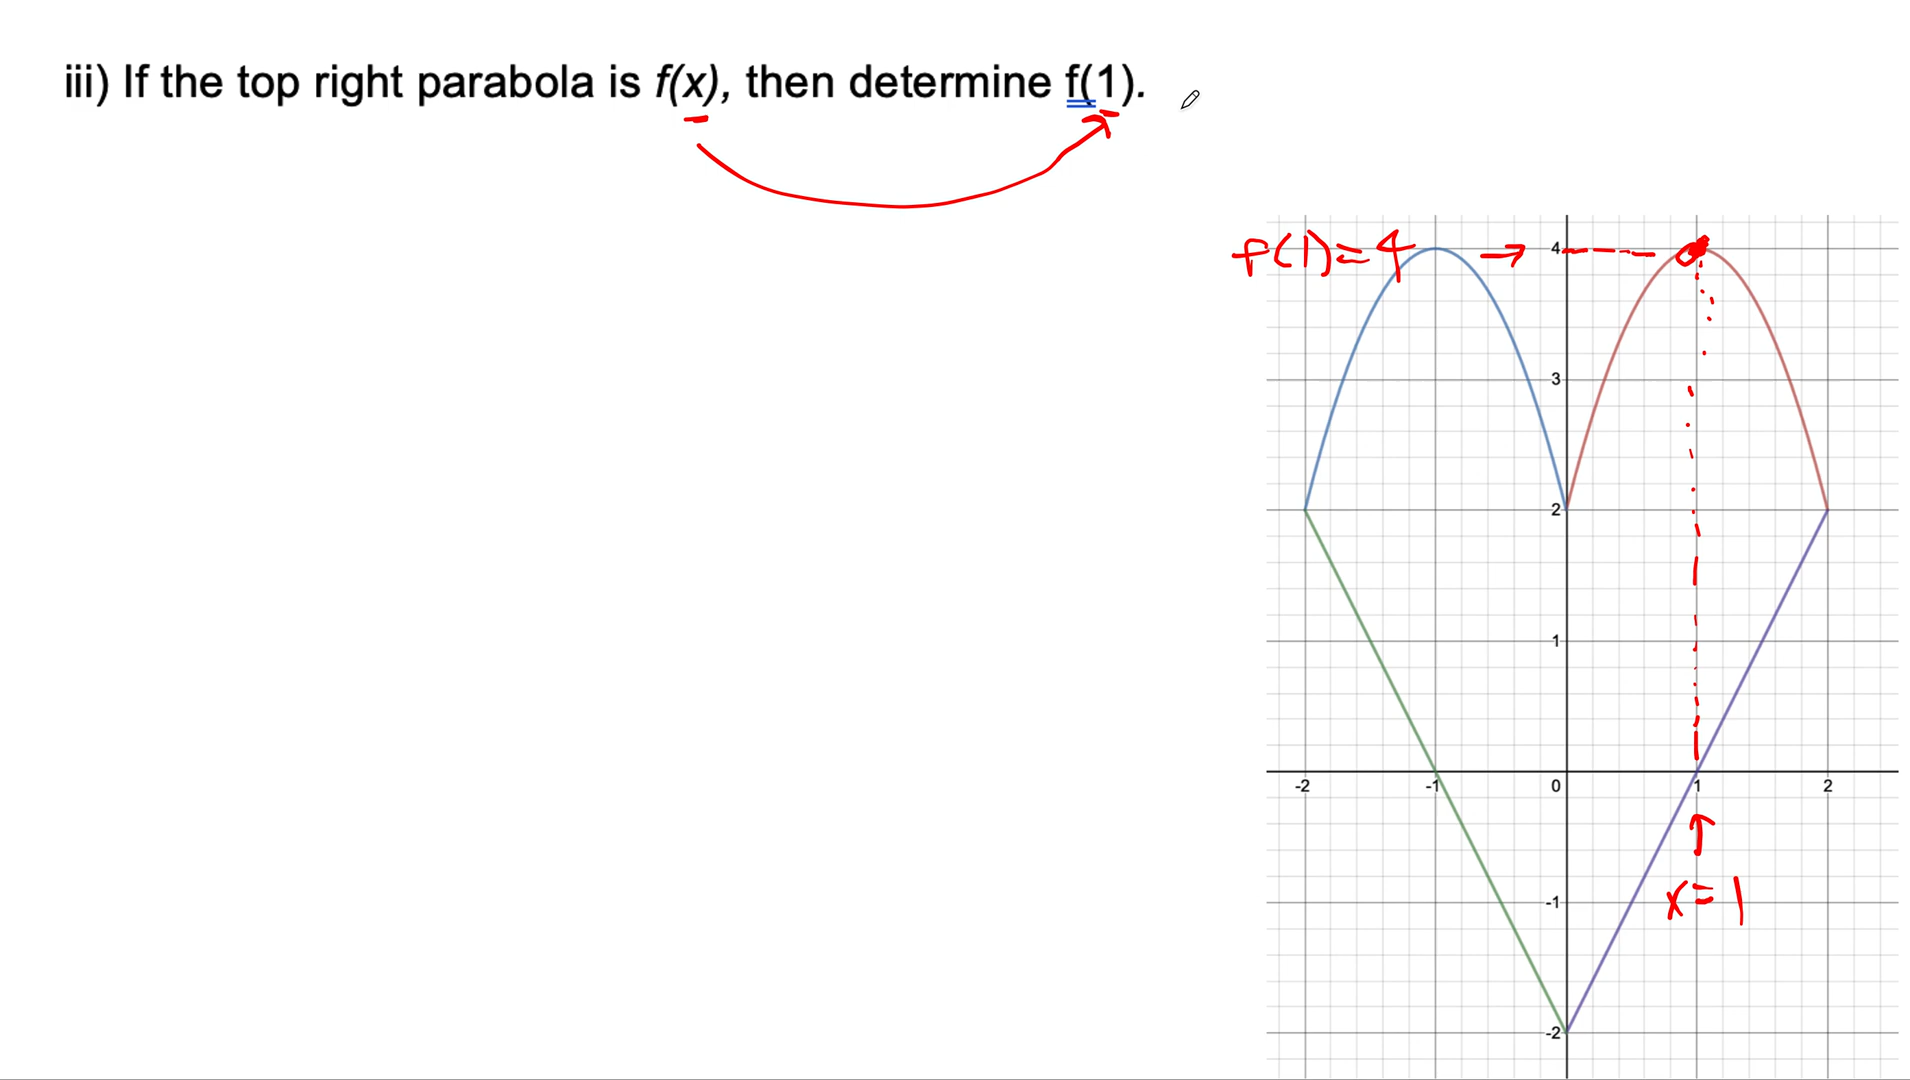 iii) If the top right parabola is f(x), then determine f(1).
f(1)=4
4
3
2
1
-2 -1 0 1 2
-1
x=1
-2